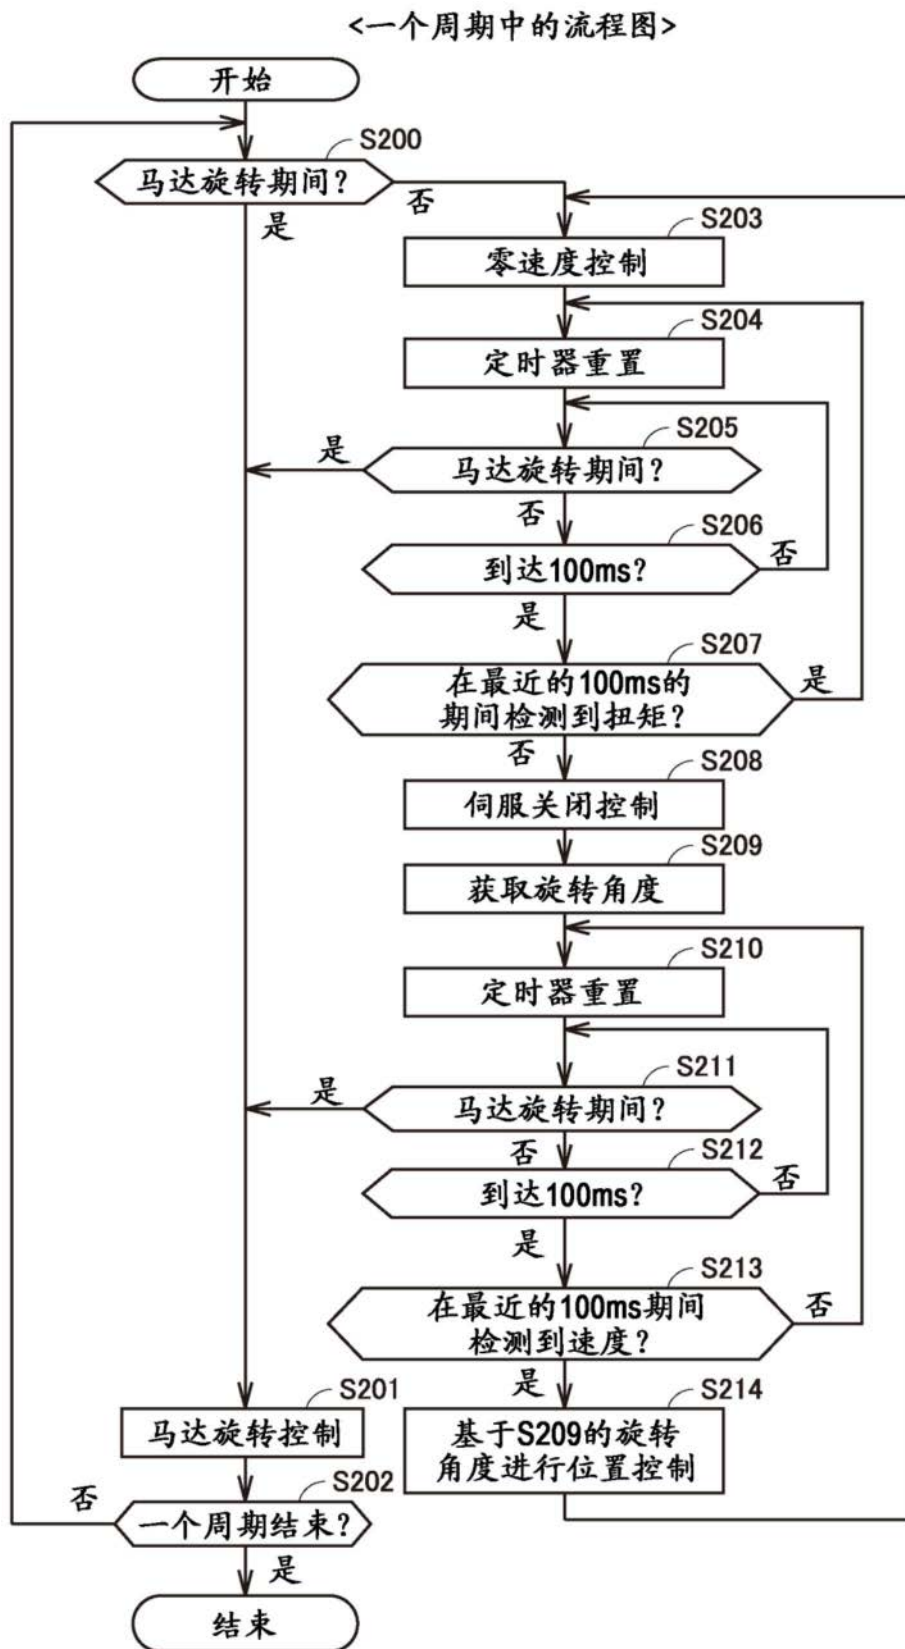 <一个周期中的流程图>
开始
S200
马达旋转期间？
否
是
S203
零速度控制
S204
定时器重置
S205
是
马达旋转期间？
否
S206
到达100ms？
否
是
S207
在最近的100ms的
期间检测到扭矩？
是
否
S208
伺服关闭控制
S209
获取旋转角度
S210
定时器重置
S211
是
马达旋转期间？
否
S212
到达100ms？
否
是
S213
在最近的100ms期间
检测到速度？
否
是
S214
基于S209的旋转
角度进行位置控制
S201
马达旋转控制
S202
否
一个周期结束？
是
结束